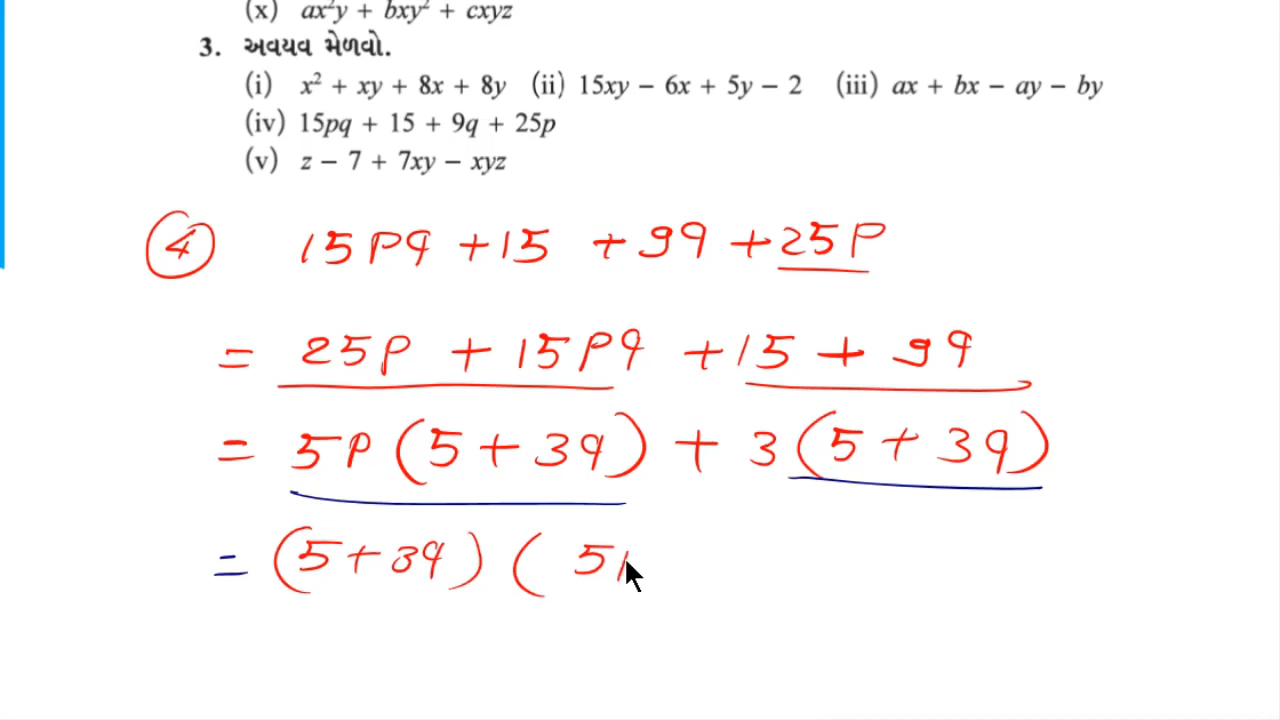 (x) ax²y + bxy² + cxyz
3. અવયવ મેળવો.
(i) x² + xy + 8x + 8y (ii) 15xy – 6x + 5y – 2 (iii) ax + bx – ay – by
(iv) 15pq + 15 + 9q + 25p
(v) z – 7 + 7xy – xyz
4 15pq + 15 + 9q + 25p
= 25p + 15pq + 15 + 9q
= 5p (5 + 3q) + 3 (5 + 3q)
= (5 + 3q) ( 5